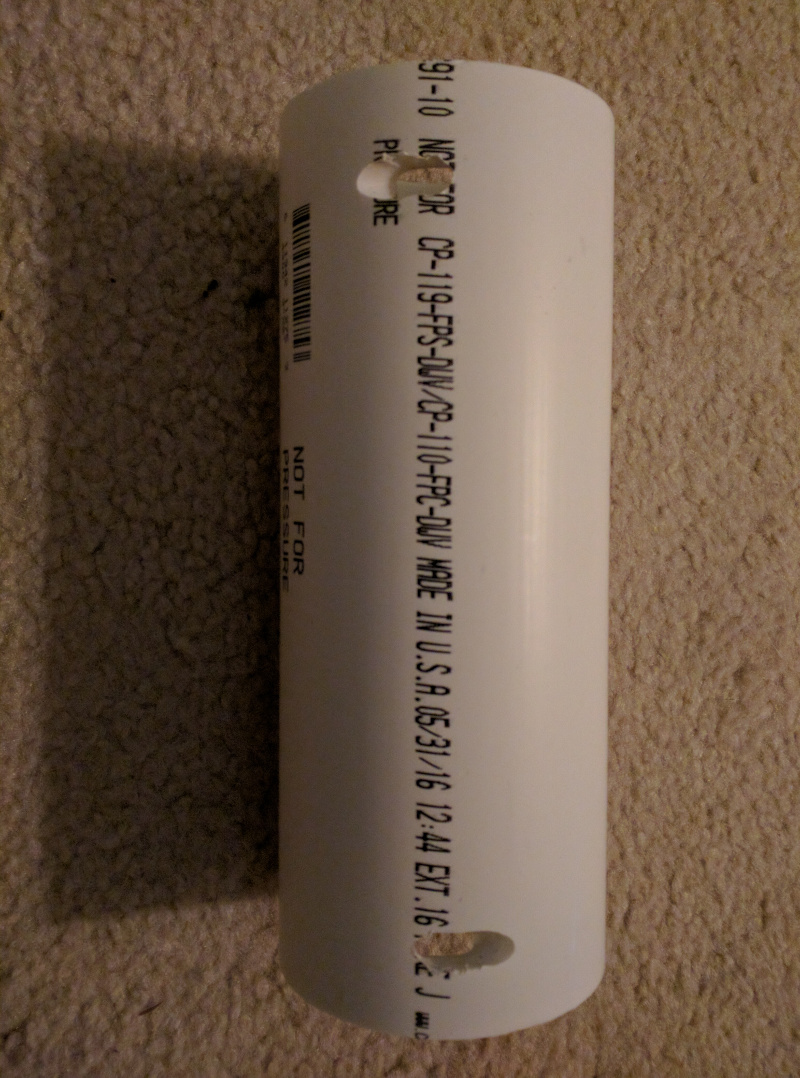 91-10 NOT FOR CP-119-FPS-DWV/CP-110-FPC-DWV MADE IN U.S.A. 05/31/16 12:44 EXT.16 J
NOT FOR
PRESSURE